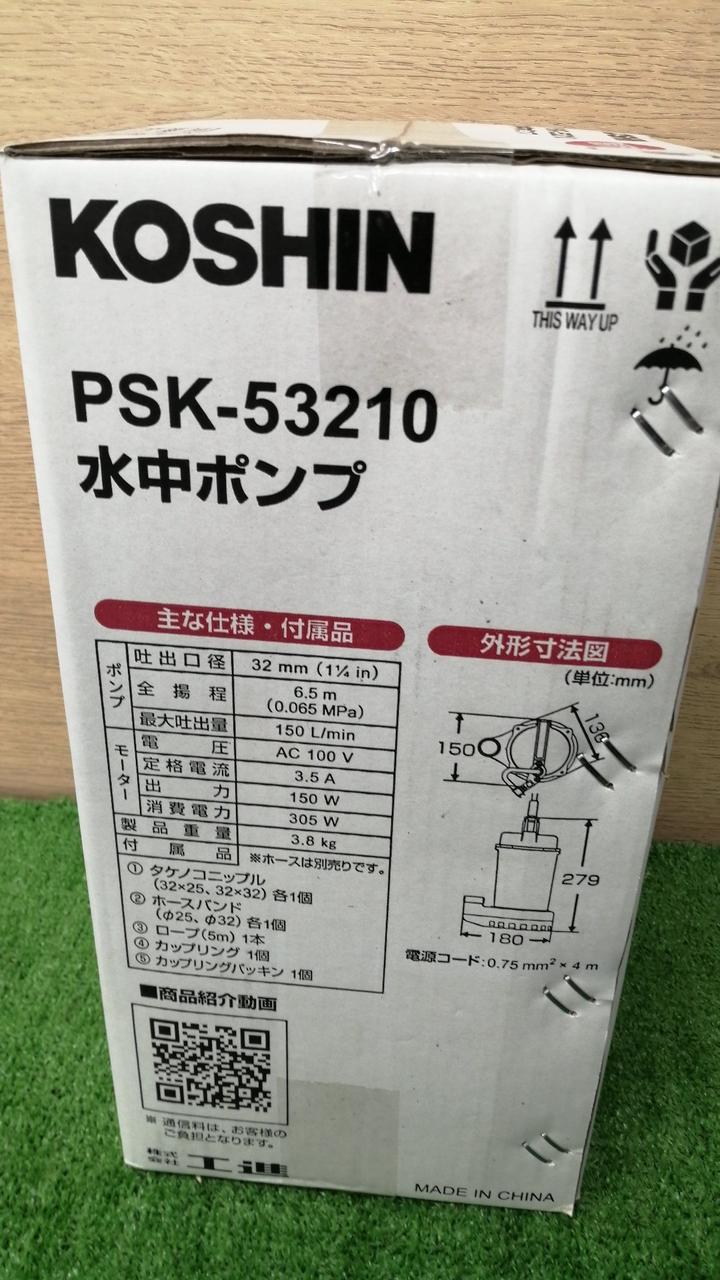 KOSHIN
THIS WAY UP
PSK-53210
水中ポンプ
主な仕様・付属品
ポンプ
吐出口径 32 mm (1¼ in)
全揚程 6.5 m
(0.065 MPa)
最大吐出量 150 L/min
モーター
電圧 AC 100 V
定格電流 3.5 A
出力 150 W
消費電力 305 W
製品重量 3.8 kg
付属品 ※ホースは別売りです。
① タケノコニップル
(32×25、32×32) 各1個
② ホースバンド
(φ25、φ32) 各1個
③ ロープ(5m) 1本
④ カップリング 1個
⑤ カップリングパッキン 1個
外形寸法図
(単位:mm)
150
279
180
電源コード:0.75 mm² × 4 m
■商品紹介動画
※ 通信料は、お客様の
ご負担となります。
株式会社 工進
MADE IN CHINA